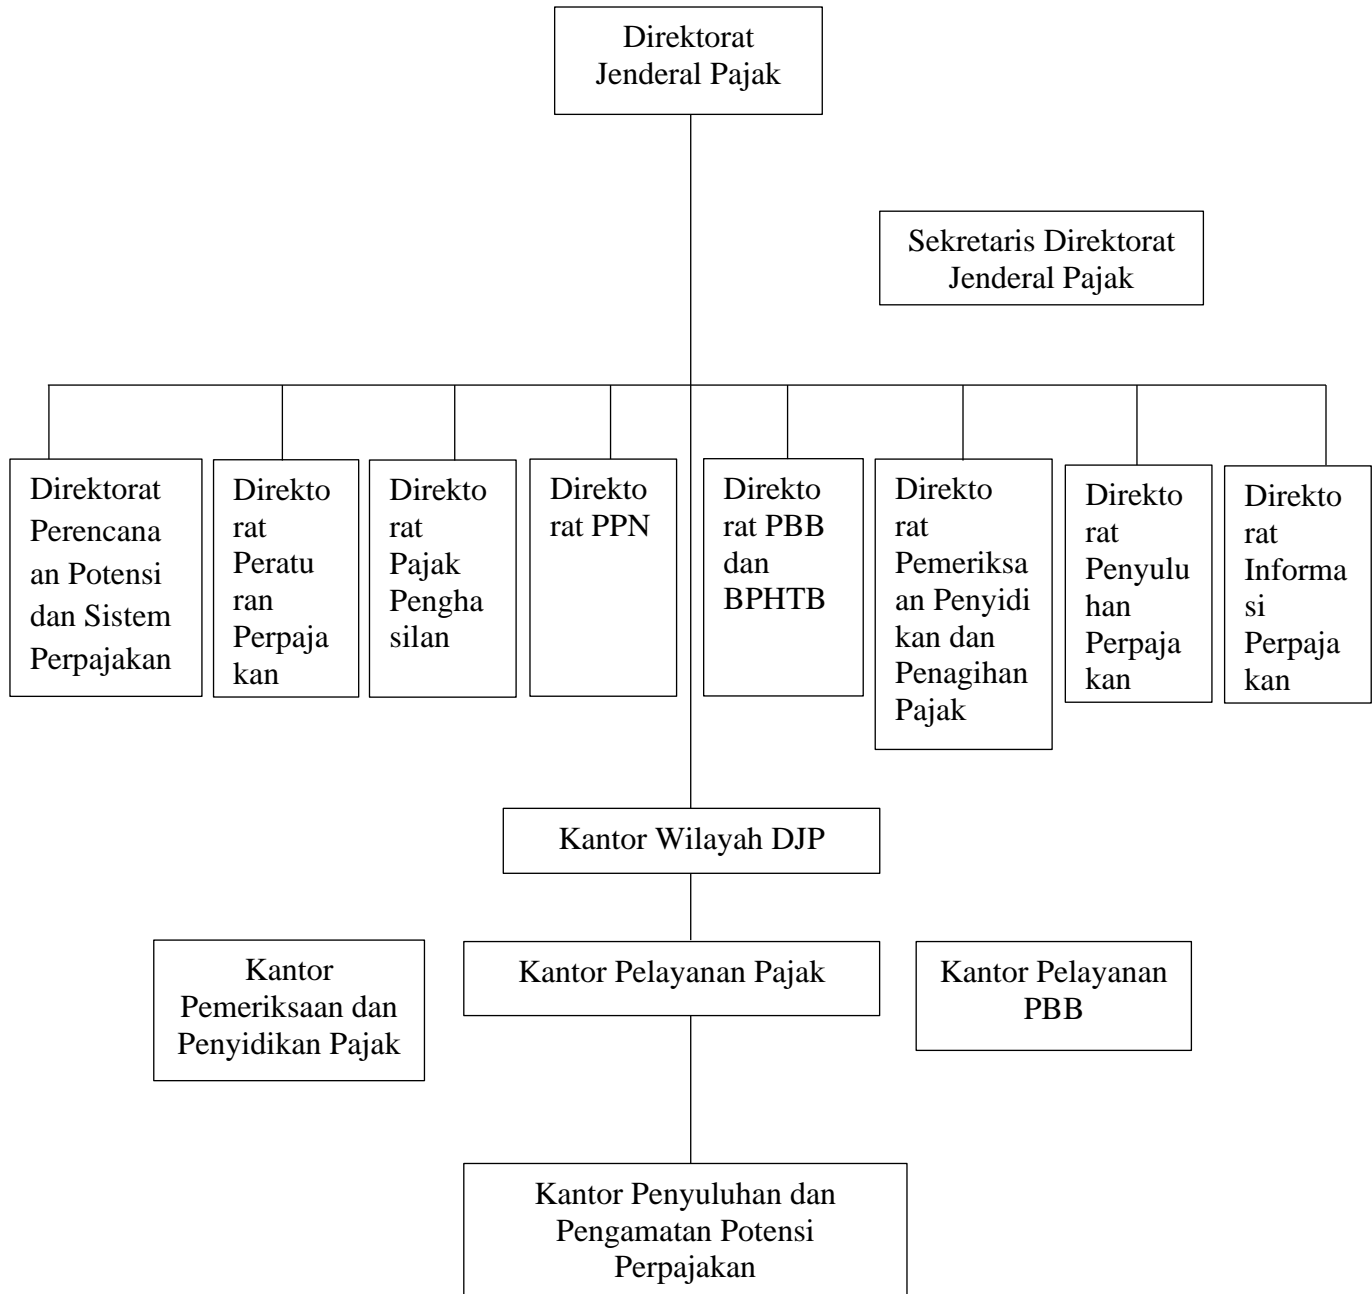 Direktorat
Jenderal Pajak
Sekretaris Direktorat
Jenderal Pajak
Direktorat
Perencana
an Potensi
dan Sistem
Perpajakan
Direkto
rat
Peratu
ran
Perpaja
kan
Direkto
rat
Pajak
Pengha
silan
Direkto
rat PPN
Direkto
rat PBB
dan
BPHTB
Direkto
rat
Pemeriksa
an Penyidi
kan dan
Penagihan
Pajak
Direkto
rat
Penyulu
han
Perpaja
kan
Direkto
rat
Informa
si
Perpaja
kan
Kantor Wilayah DJP
Kantor
Pemeriksaan dan
Penyidikan Pajak
Kantor Pelayanan Pajak
Kantor Pelayanan
PBB
Kantor Penyuluhan dan
Pengamatan Potensi
Perpajakan